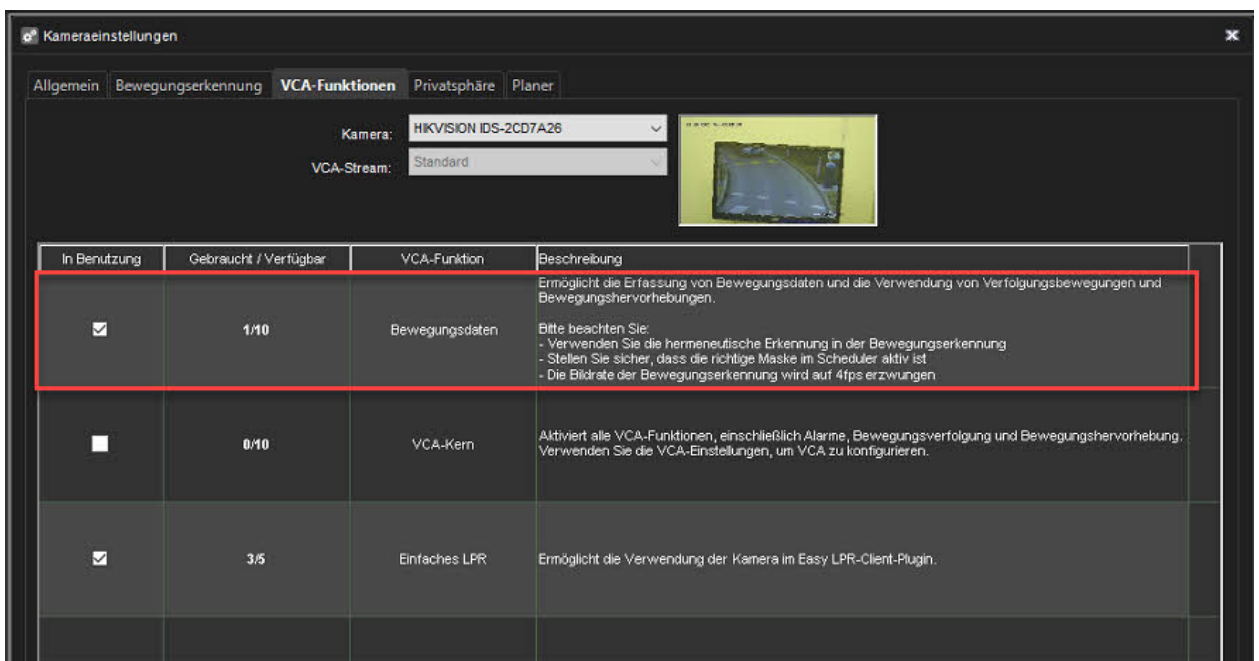 Kameraeinstellungen
Allgemein Bewegungserkennung VCA-Funktionen Privatsphäre Planer
Kamera: HIKVISION IDS-2CD7A26
VCA-Stream: Standard
In Benutzung Gebraucht / Verfügbar VCA-Funktion Beschreibung
Ermöglicht die Erfassung von Bewegungsdaten und die Verwendung von Verfolgungsbewegungen und
Bewegungshervorhebungen.
1/10 Bewegungsdaten Bitte beachten Sie:
- Verwenden Sie die hermeneutische Erkennung in der Bewegungserkennung
- Stellen Sie sicher, dass die richtige Maske im Scheduler aktiv ist
- Die Bildrate der Bewegungserkennung wird auf 4fps erzwungen
0/10 VCA-Kern Aktiviert alle VCA-Funktionen, einschließlich Alarme, Bewegungsverfolgung und Bewegungshervorhebung.
Verwenden Sie die VCA-Einstellungen, um VCA zu konfigurieren.
3/5 Einfaches LPR Ermöglicht die Verwendung der Kamera im Easy LPR-Client-Plugin.